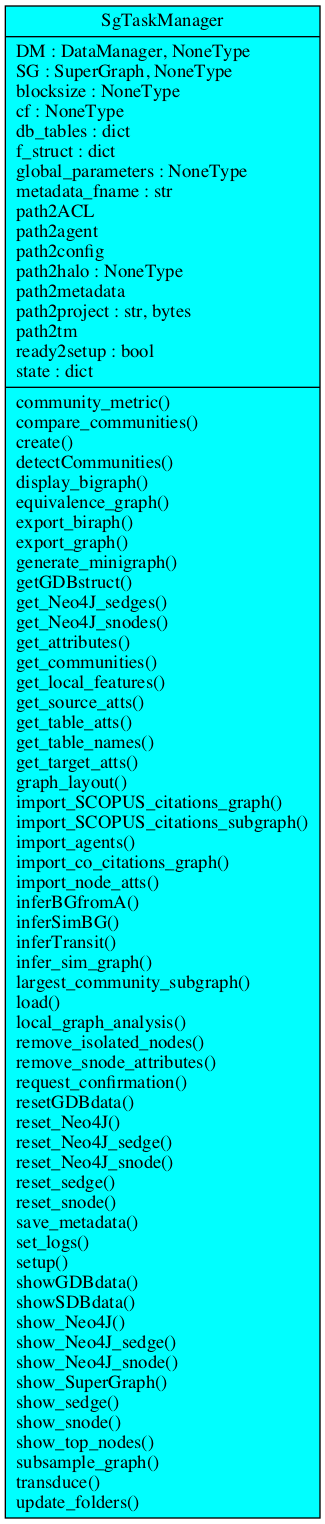 SgTaskManager
DM : DataManager, NoneType
SG : SuperGraph, NoneType
blocksize : NoneType
cf : NoneType
db_tables : dict
f_struct : dict
global_parameters : NoneType
metadata_fname : str
path2ACL
path2agent
path2config
path2halo : NoneType
path2metadata
path2project : str, bytes
path2tm
ready2setup : bool
state : dict
community_metric()
compare_communities()
create()
detectCommunities()
display_bigraph()
equivalence_graph()
export_biraph()
export_graph()
generate_minigraph()
getGDBstruct()
get_Neo4J_sedges()
get_Neo4J_snodes()
get_attributes()
get_communities()
get_local_features()
get_source_atts()
get_table_atts()
get_table_names()
get_target_atts()
graph_layout()
import_SCOPUS_citations_graph()
import_SCOPUS_citations_subgraph()
import_agents()
import_co_citations_graph()
import_node_atts()
inferBGfromA()
inferSimBG()
inferTransit()
infer_sim_graph()
largest_community_subgraph()
load()
local_graph_analysis()
remove_isolated_nodes()
remove_snode_attributes()
request_confirmation()
resetGDBdata()
reset_Neo4J()
reset_Neo4J_sedge()
reset_Neo4J_snode()
reset_sedge()
reset_snode()
save_metadata()
set_logs()
setup()
showGDBdata()
showSDBdata()
show_Neo4J()
show_Neo4J_sedge()
show_Neo4J_snode()
show_SuperGraph()
show_sedge()
show_snode()
show_top_nodes()
subsample_graph()
transduce()
update_folders()